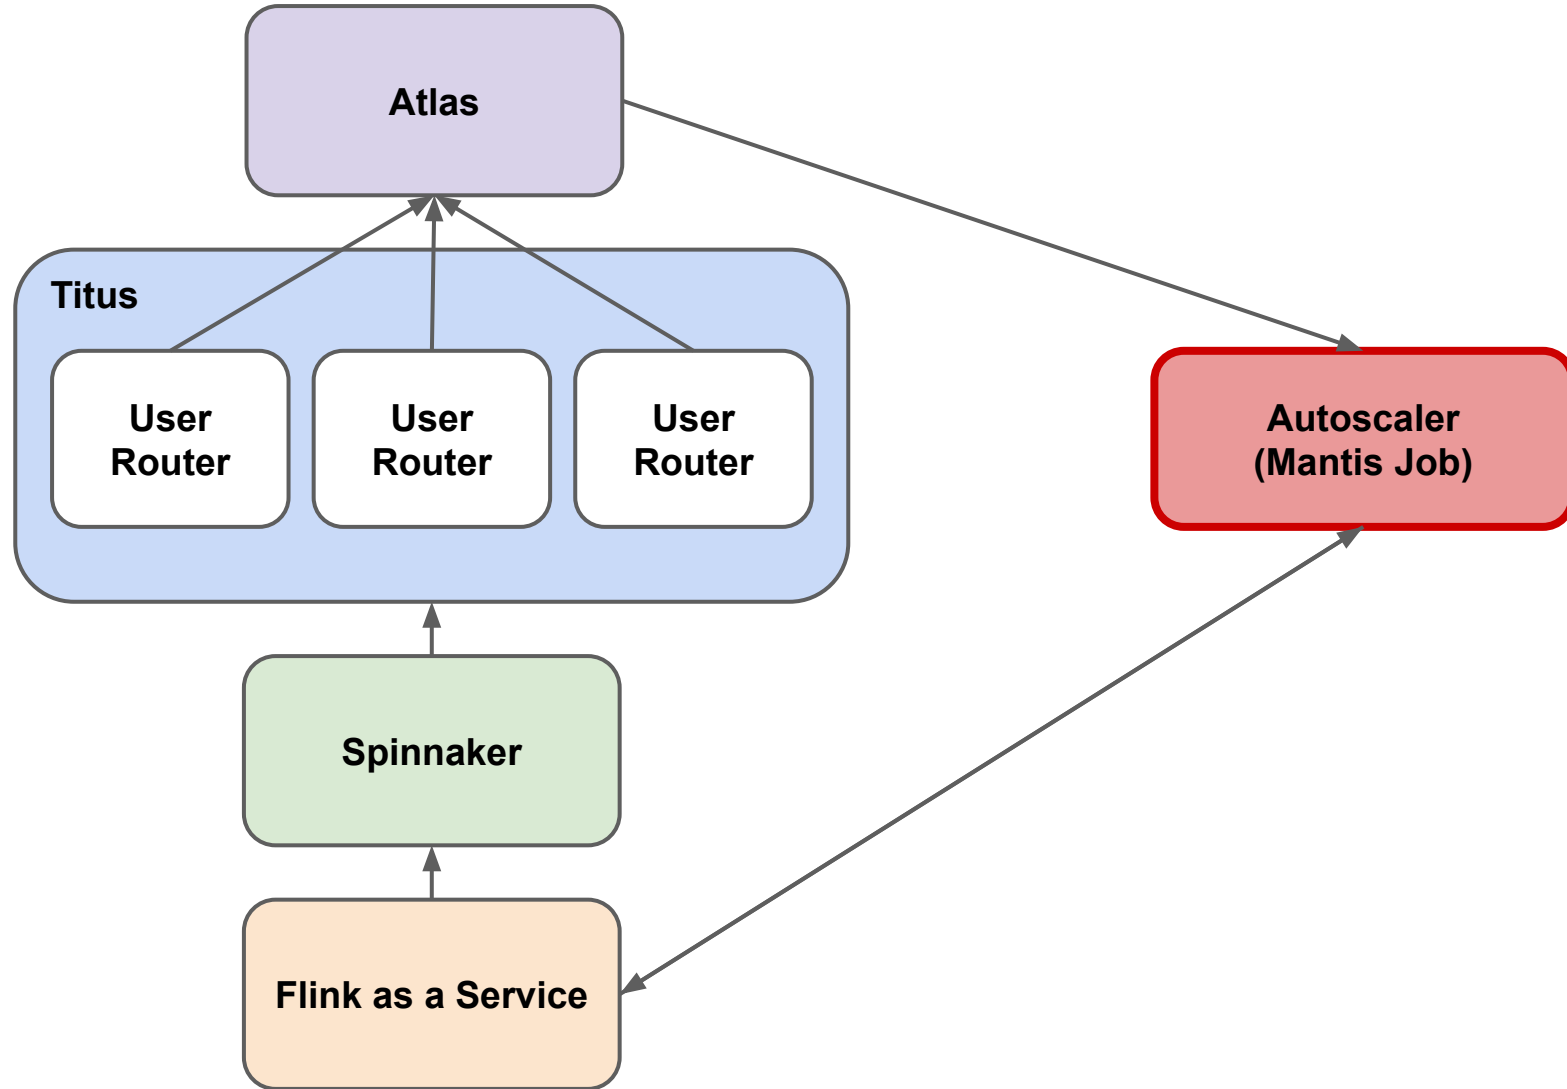 Atlas
Titus
User
Router
User
Router
User
Router
Autoscaler
(Mantis Job)
Spinnaker
Flink as a Service